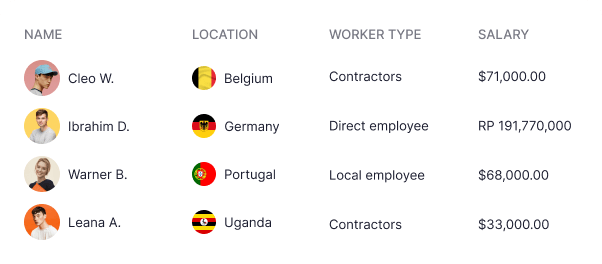 NAME LOCATION WORKER TYPE SALARY
Cleo W. Belgium Contractors $71,000.00
Ibrahim D. Germany Direct employee RP 191,770,000
Warner B. Portugal Local employee $68,000.00
Leana A. Uganda Contractors $33,000.00